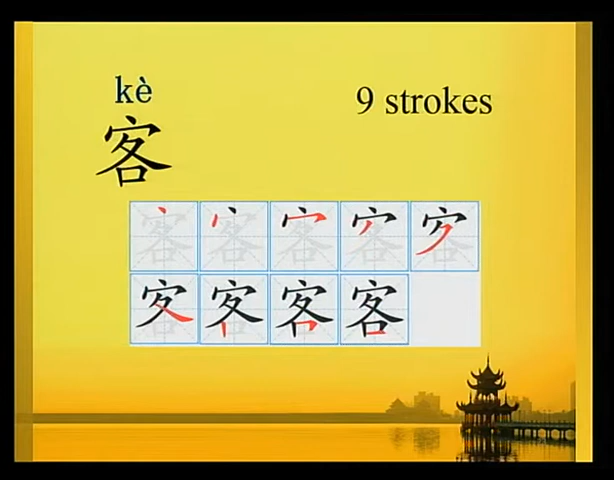 kè
客
9 strokes